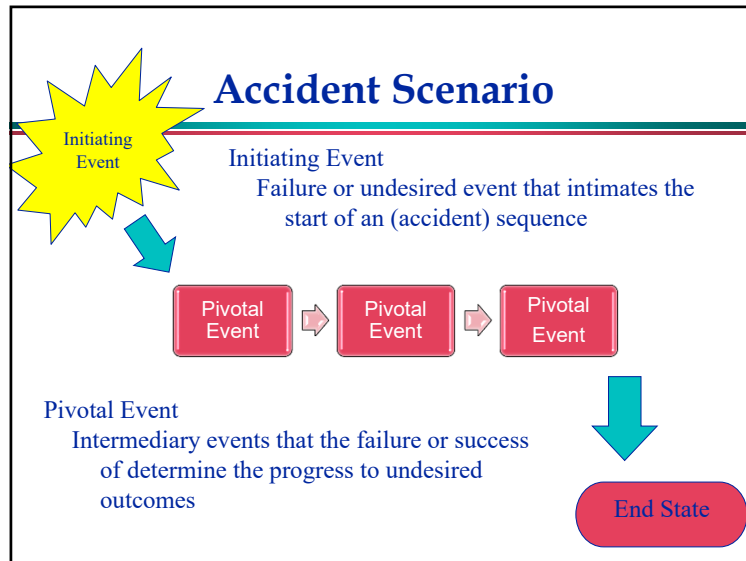 Accident Scenario
Initiating
Event
Initiating Event
Failure or undesired event that intimates the
start of an (accident) sequence
Pivotal
Event
Pivotal
Event
Pivotal
Event
Pivotal Event
Intermediary events that the failure or success
of determine the progress to undesired
outcomes
End State